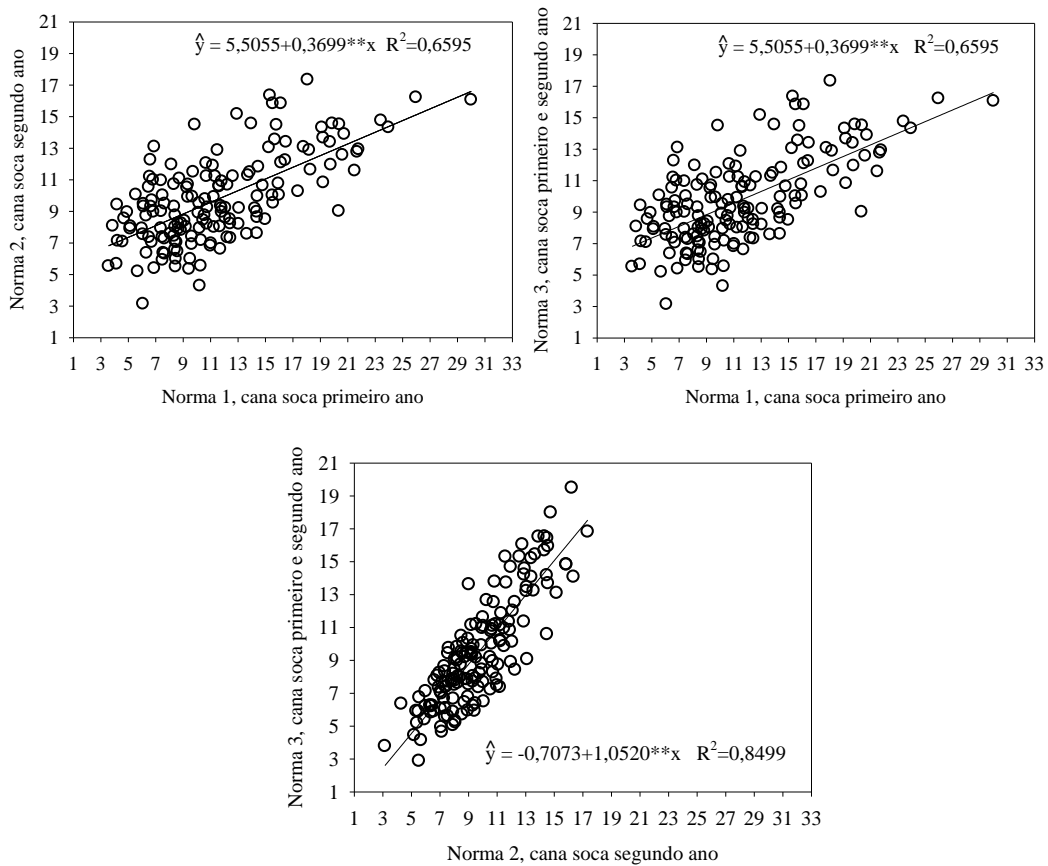 ŷ = 5,5055+0,3699**x R²=0,6595
Norma 2, cana soca segundo ano
21
19
17
15
13
11
9
7
5
3
1
1 3 5 7 9 11 13 15 17 19 21 23 25 27 29 31 33
Norma 1, cana soca primeiro ano
ŷ = 5,5055+0,3699**x R²=0,6595
Norma 3, cana soca primeiro e segundo ano
21
19
17
15
13
11
9
7
5
3
1
1 3 5 7 9 11 13 15 17 19 21 23 25 27 29 31 33
Norma 1, cana soca primeiro ano
Norma 3, cana soca primeiro e segundo ano
21
19
17
15
13
11
9
7
5
3
1
ŷ = -0,7073+1,0520**x R²=0,8499
1 3 5 7 9 11 13 15 17 19 21 23 25 27 29 31 33
Norma 2, cana soca segundo ano